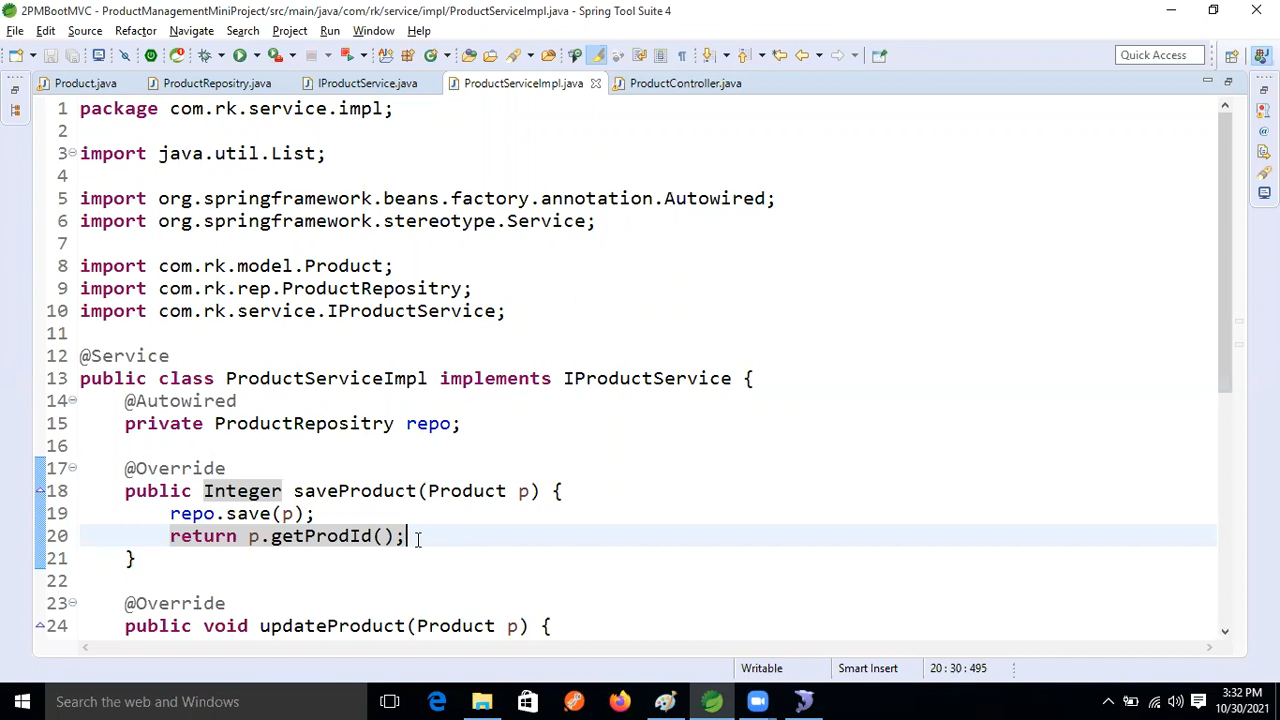 2PMBootMVC - ProductManagementMiniProject/src/main/java/com/rk/service/impl/ProductServiceImpl.java - Spring Tool Suite 4
File Edit Source Refactor Navigate Search Project Run Window Help
Quick Access
Product.java ProductRepositry.java IProductService.java ProductServiceImpl.java ProductController.java
1 package com.rk.service.impl;
2
3 import java.util.List;
4
5 import org.springframework.beans.factory.annotation.Autowired;
6 import org.springframework.stereotype.Service;
7
8 import com.rk.model.Product;
9 import com.rk.rep.ProductRepositry;
10 import com.rk.service.IProductService;
11
12 @Service
13 public class ProductServiceImpl implements IProductService {
14 @Autowired
15 private ProductRepositry repo;
16
17 @Override
18 public Integer saveProduct(Product p) {
19 repo.save(p);
20 return p.getProdId();
21 }
22
23 @Override
24 public void updateProduct(Product p) {
Writable Smart Insert 20 : 30 : 495
Search the web and Windows
3:32 PM
10/30/2021